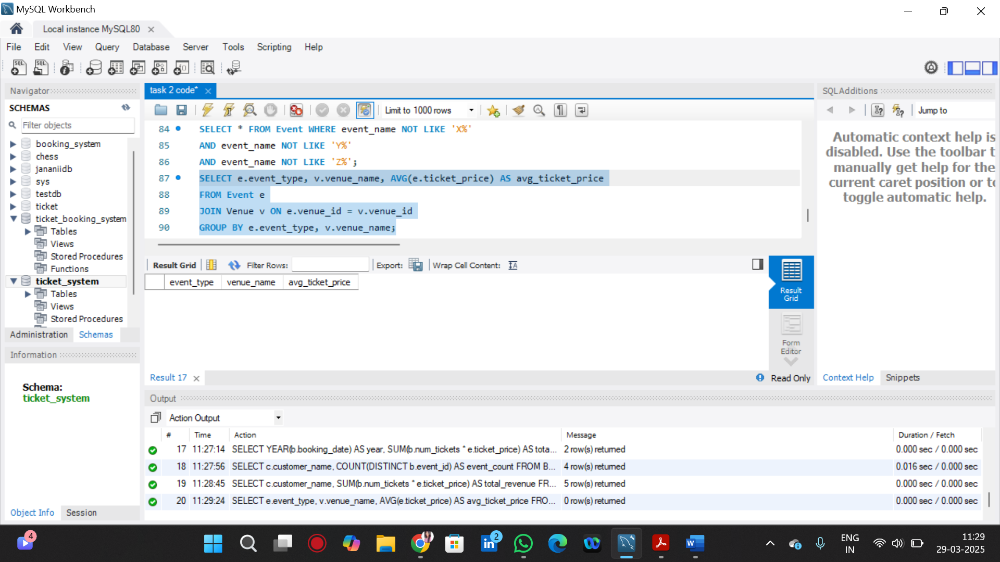 MySQL Workbench
Local instance MySQL80
File Edit View Query Database Server Tools Scripting Help
Navigator
SCHEMAS
Filter objects
booking_system
chess
jananiidb
sys
testdb
ticket
ticket_booking_system
Tables
Views
Stored Procedures
Functions
ticket_system
Tables
Views
Stored Procedures
Administration Schemas
Information
Schema:
ticket_system
Object Info Session
task 2 code*
Limit to 1000 rows
84 SELECT * FROM Event WHERE event_name NOT LIKE 'X%'
85 AND event_name NOT LIKE 'Y%'
86 AND event_name NOT LIKE 'Z%';
87 SELECT e.event_type, v.venue_name, AVG(e.ticket_price) AS avg_ticket_price
88 FROM Event e
89 JOIN Venue v ON e.venue_id = v.venue_id
90 GROUP BY e.event_type, v.venue_name;
Result Grid Filter Rows: Export: Wrap Cell Content:
event_type venue_name avg_ticket_price
Result
Grid
Form
Editor
Result 17
Read Only
SQLAdditions
Jump to
Automatic context help is
disabled. Use the toolbar t
manually get help for the
current caret position or to
toggle automatic help.
Context Help Snippets
Output
Action Output
# Time Action Message Duration / Fetch
17 11:27:14 SELECT YEAR(b.booking_date) AS year, SUM(b.num_tickets * e.ticket_price) AS tota... 2 row(s) returned 0.000 sec / 0.000 sec
18 11:27:56 SELECT c.customer_name, COUNT(DISTINCT b.event_id) AS event_count FROM B... 4 row(s) returned 0.016 sec / 0.000 sec
19 11:28:45 SELECT c.customer_name, SUM(b.num_tickets * e.ticket_price) AS total_revenue FR... 5 row(s) returned 0.000 sec / 0.000 sec
20 11:29:24 SELECT e.event_type, v.venue_name, AVG(e.ticket_price) AS avg_ticket_price FRO... 0 row(s) returned 0.000 sec / 0.000 sec
4
2
ENG
IN
11:29
29-03-2025